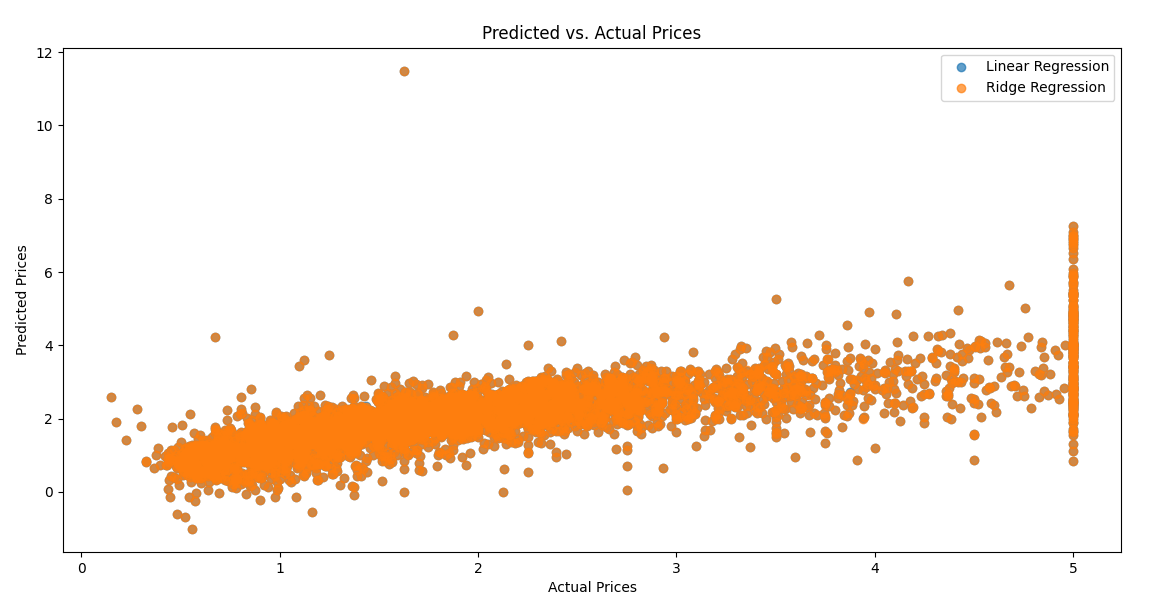 Predicted vs. Actual Prices
Linear Regression
Ridge Regression
12
10
8
6
4
2
0
Predicted Prices
0 1 2 3 4 5
Actual Prices